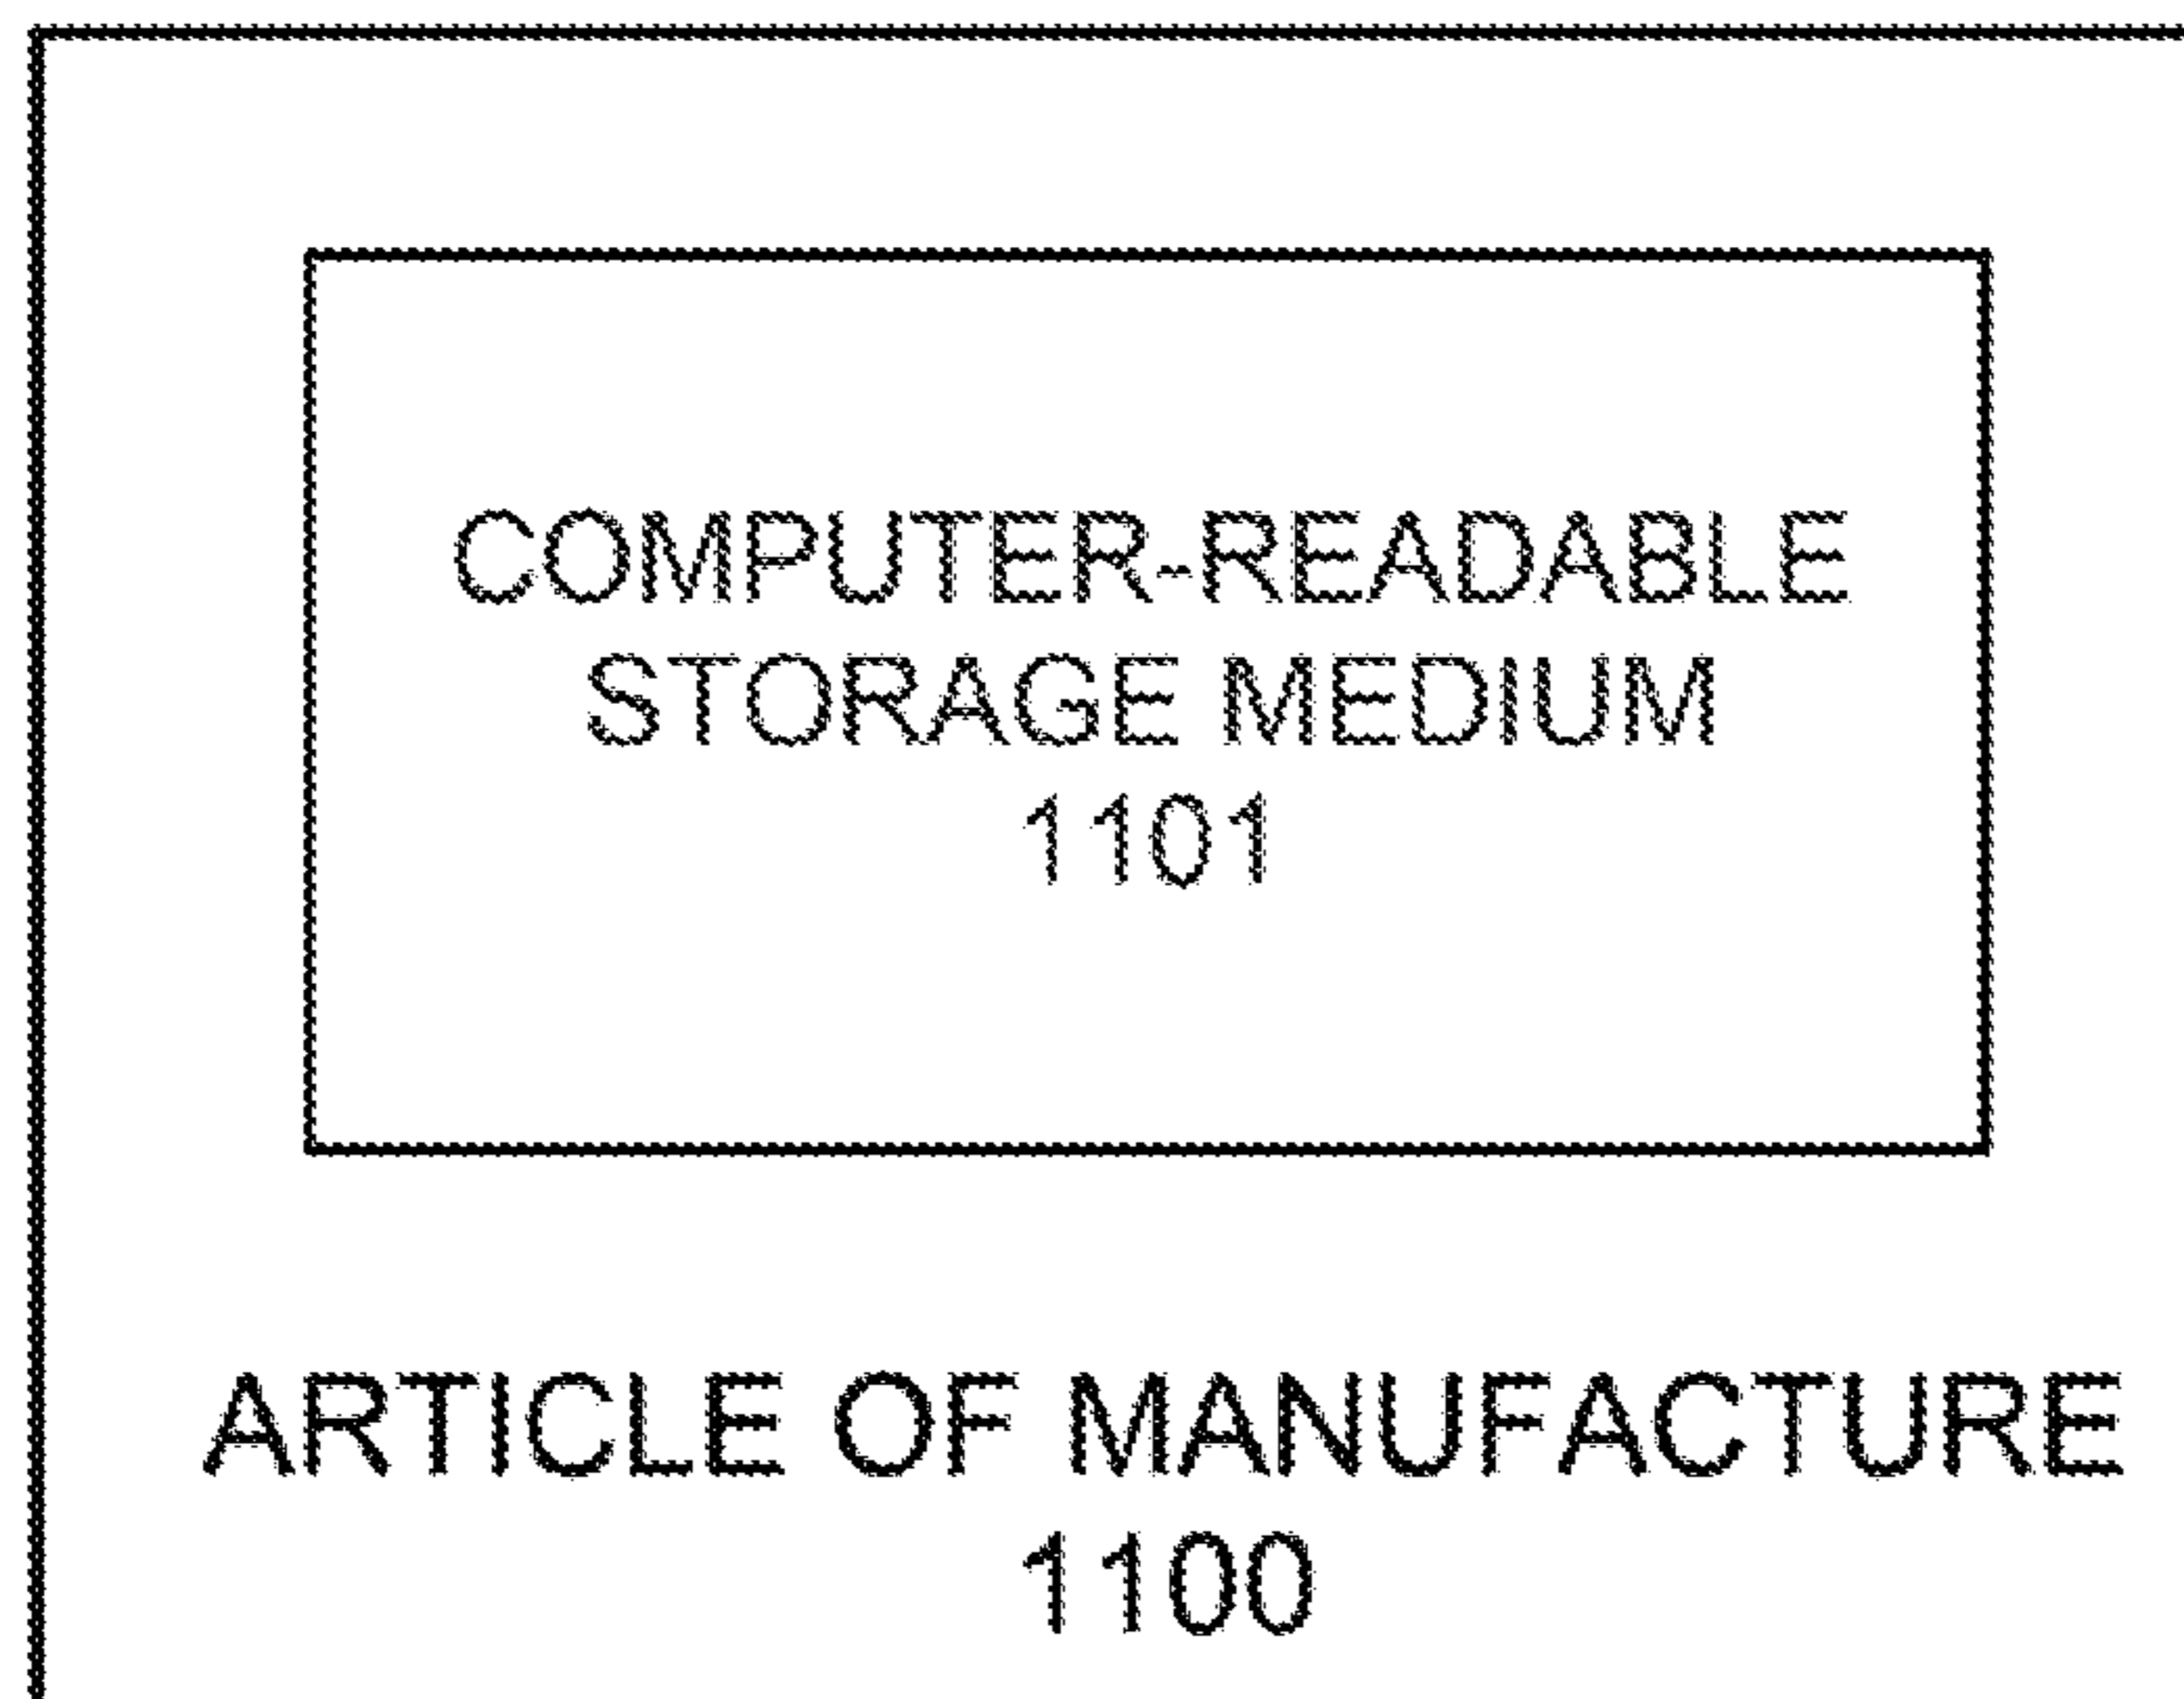 COMPUTER-READABLE
STORAGE MEDIUM
1101
ARTICLE OF MANUFACTURE
1100